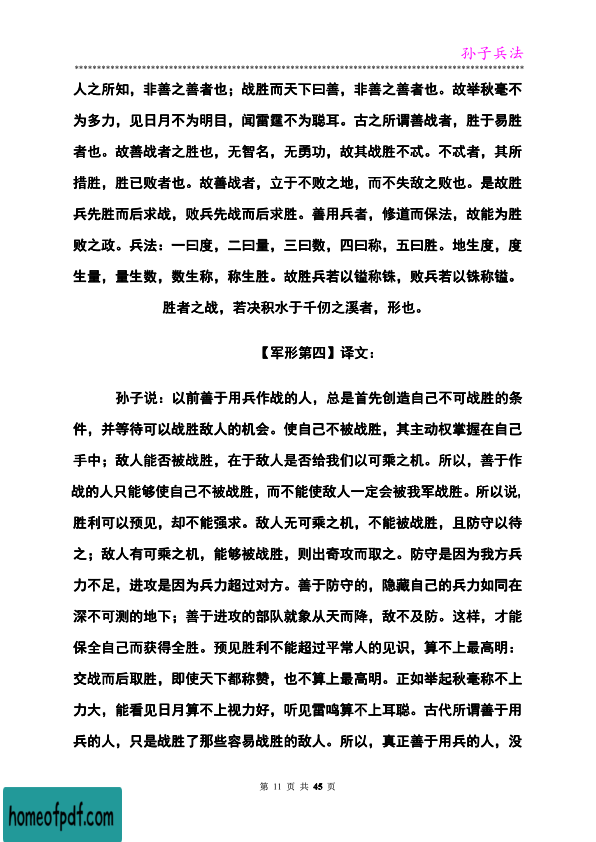 孙子兵法
人之所知，非善之善者也；战胜而天下曰善，非善之善者也。故举秋毫不
为多力，见日月不为明目，闻雷霆不为聪耳。古之所谓善战者，胜于易胜
者也。故善战者之胜也，无智名，无勇功，故其战胜不忒。不忒者，其所
措胜，胜已败者也。故善战者，立于不败之地，而不失敌之败也。是故胜
兵先胜而后求战，败兵先战而后求胜。善用兵者，修道而保法，故能为胜
败之政。兵法：一曰度，二曰量，三曰数，四曰称，五曰胜。地生度，度
生量，量生数，数生称，称生胜。故胜兵若以镒称铢，败兵若以铢称镒。
胜者之战，若决积水于千仞之溪者，形也。
【军形第四】译文：
孙子说：以前善于用兵作战的人，总是首先创造自己不可战胜的条
件，并等待可以战胜敌人的机会。使自己不被战胜，其主动权掌握在自己
手中；敌人能否被战胜，在于敌人是否给我们以可乘之机。所以，善于作
战的人只能够使自己不被战胜，而不能使敌人一定会被我军战胜。所以说，
胜利可以预见，却不能强求。敌人无可乘之机，不能被战胜，且防守以待
之；敌人有可乘之机，能够被战胜，则出奇攻而取之。防守是因为我方兵
力不足，进攻是因为兵力超过对方。善于防守的，隐藏自己的兵力如同在
深不可测的地下；善于进攻的部队就象从天而降，敌不及防。这样，才能
保全自己而获得全胜。预见胜利不能超过平常人的见识，算不上最高明：
交战而后取胜，即使天下都称赞，也不算上最高明。正如举起秋毫称不上
力大，能看见日月算不上视力好，听见雷鸣算不上耳聪。古代所谓善于用
兵的人，只是战胜了那些容易战胜的敌人。所以，真正善于用兵的人，没
第 11 页 共 45 页
homeofpdf.com